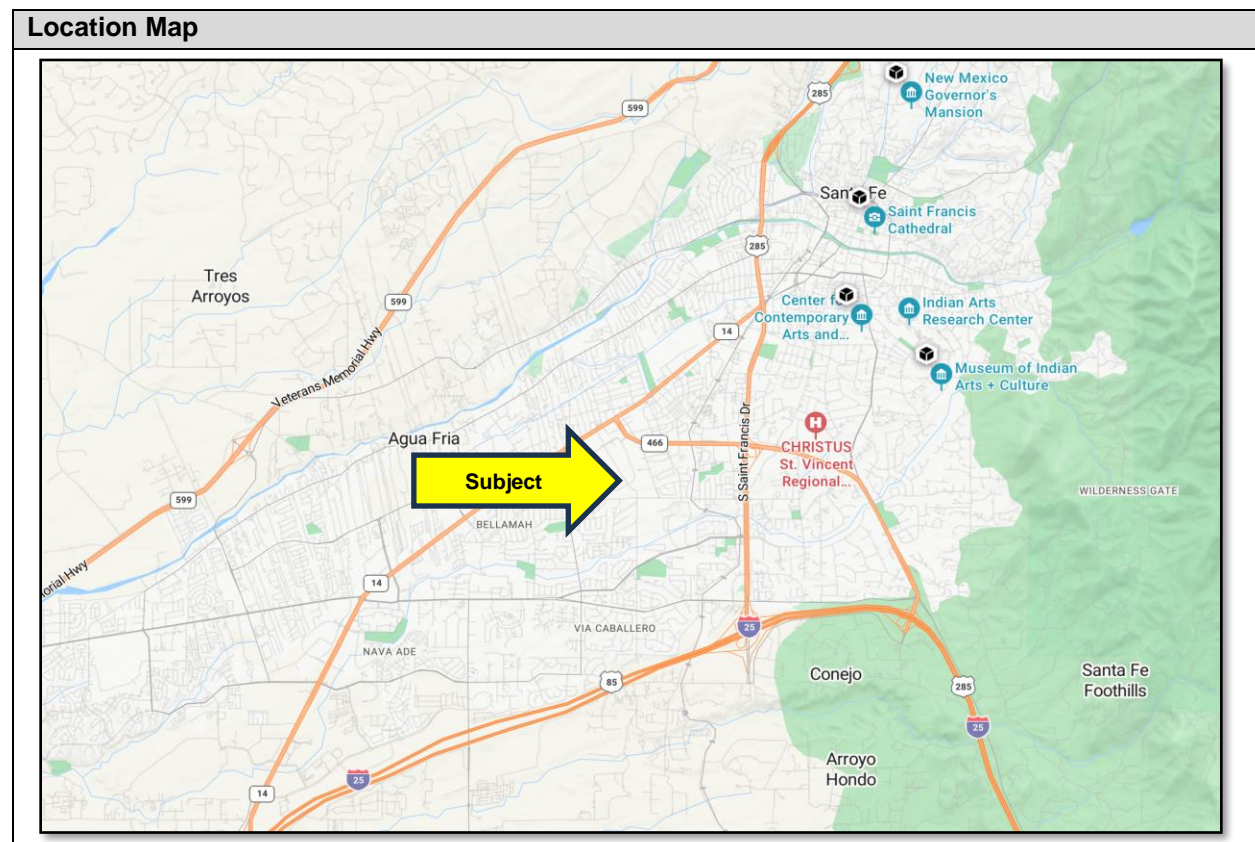 Location Map
New Mexico
Governor's
Mansion
285
599
Santa Fe
Saint Francis
Cathedral
285
Tres
Arroyos
599
Center f
Contemporary
Arts and...
Indian Arts
Research Center
14
Veterans Memorial Hwy
Museum of Indian
Arts + Culture
Agua Fria
466
S Saint Francis Dr
H
CHRISTUS
St. Vincent
Regional...
Subject
599
WILDERNESS GATE
BELLAMAH
orial Hwy
14
VIA CABALLERO
25
NAVA ADE
Conejo
85
285
Santa Fe
Foothills
25
Arroyo
Hondo
25
14